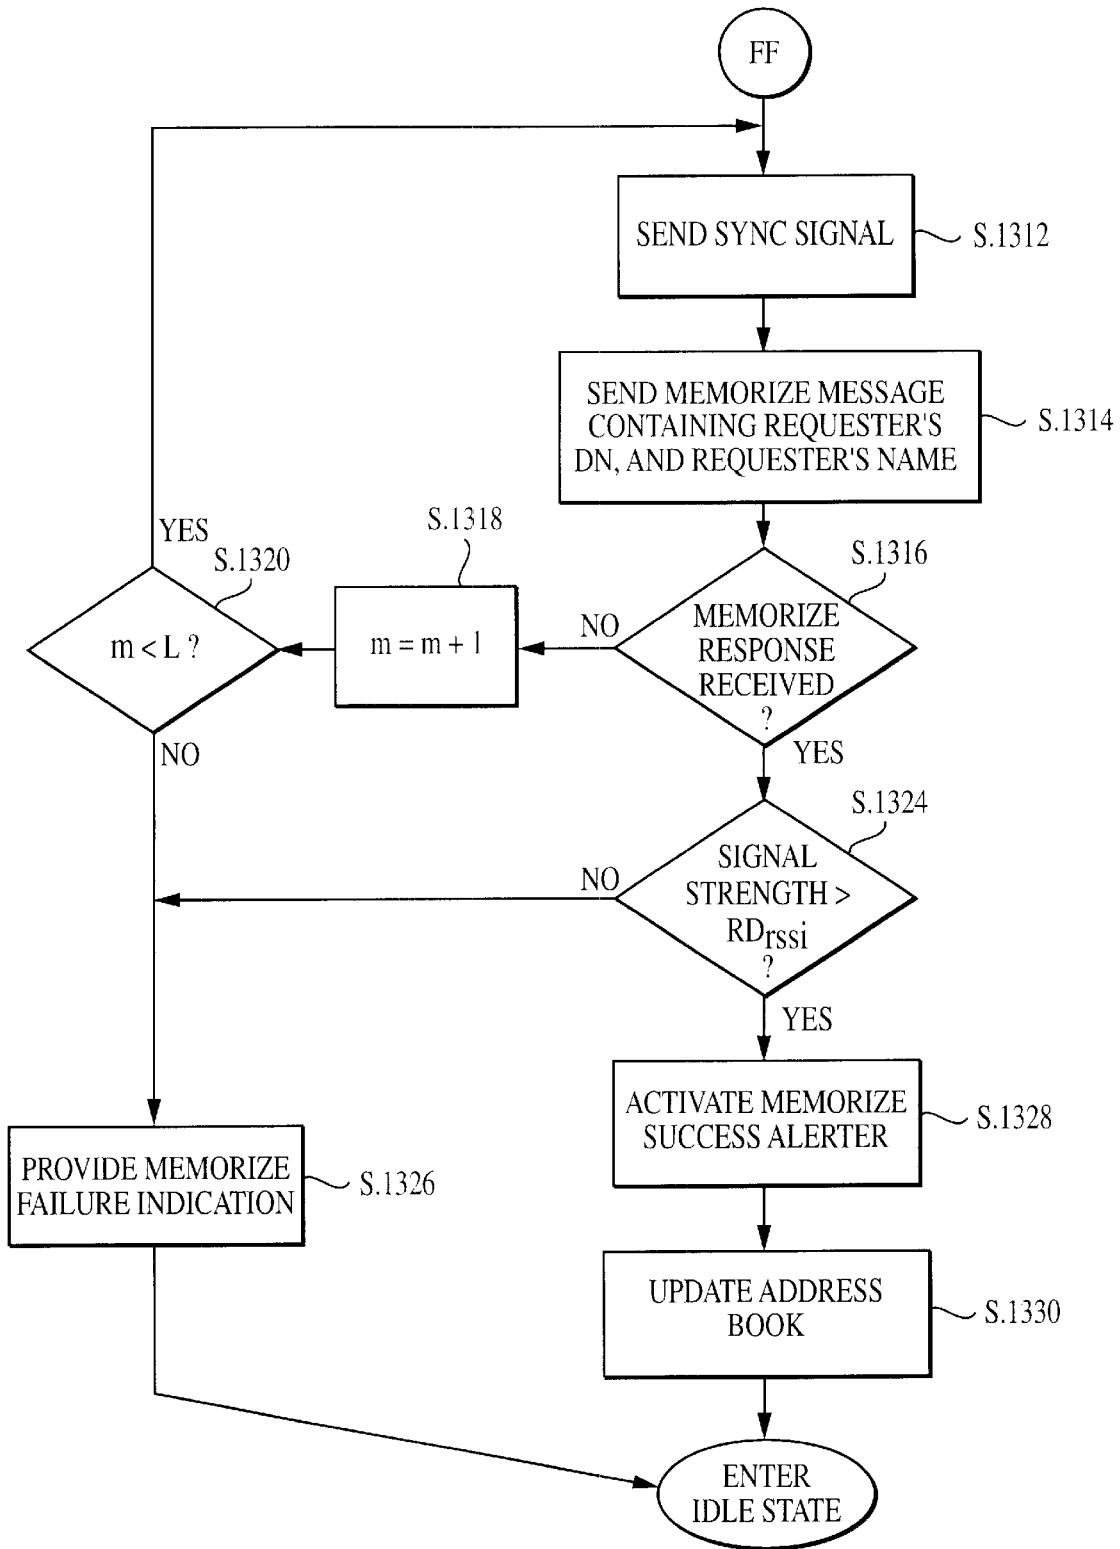 FF
SEND SYNC SIGNAL
S.1312
SEND MEMORIZE MESSAGE
CONTAINING REQUESTER'S
DN, AND REQUESTER'S NAME
S.1314
YES
S.1320
m < L ?
NO
S.1318
m = m + 1
NO
S.1316
MEMORIZE
RESPONSE
RECEIVED
?
YES
S.1324
NO
SIGNAL
STRENGTH >
RDrssi
?
YES
ACTIVATE MEMORIZE
SUCCESS ALERTER
S.1328
PROVIDE MEMORIZE
FAILURE INDICATION
S.1326
UPDATE ADDRESS
BOOK
S.1330
ENTER
IDLE STATE